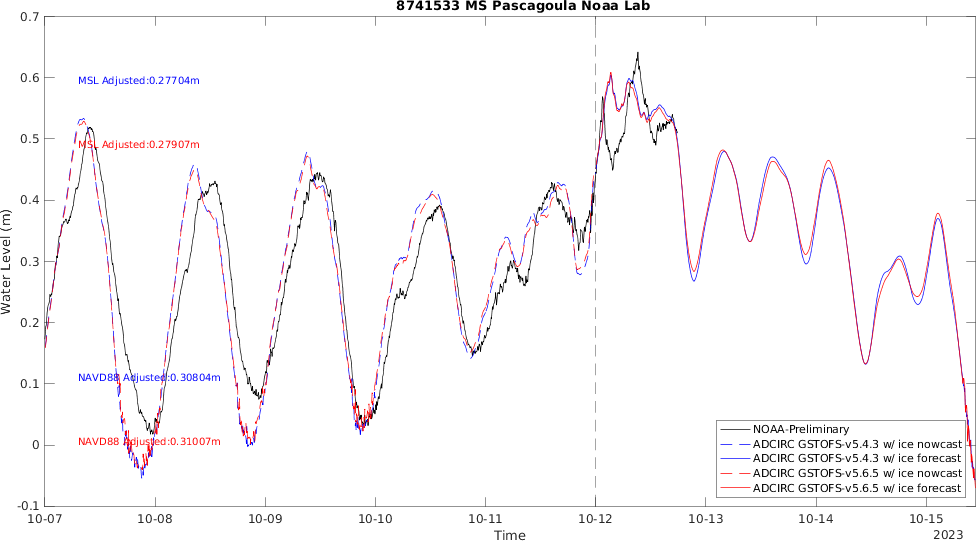 8741533 MS Pascagoula Noaa Lab
0.7
0.6
0.5
0.4
0.3
0.2
0.1
0
-0.1
Water Level (m)
MSL Adjusted:0.27704m
MSL Adjusted:0.27907m
NAVD88 Adjusted:0.30804m
NAVD88 Adjusted:0.31007m
NOAA-Preliminary
ADCIRC GSTOFS-v5.4.3 w/ ice nowcast
ADCIRC GSTOFS-v5.4.3 w/ ice forecast
ADCIRC GSTOFS-v5.6.5 w/ ice nowcast
ADCIRC GSTOFS-v5.6.5 w/ ice forecast
10-07 10-08 10-09 10-10 10-11 10-12 10-13 10-14 10-15
Time
2023